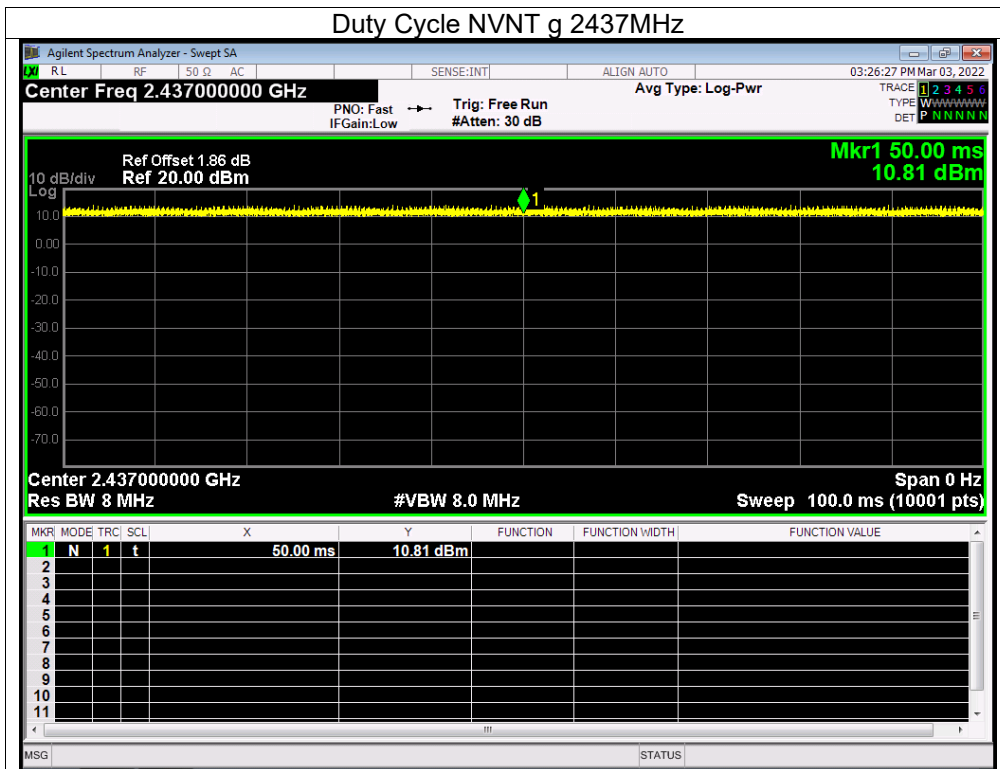 Duty Cycle NVNT g 2437MHz
Agilent Spectrum Analyzer - Swept SA
LXI RL RF 50 Ω AC SENSE:INT ALIGN AUTO 03:26:27 PM Mar 03, 2022
Center Freq 2.437000000 GHz Avg Type: Log-Pwr TRACE 1 2 3 4 5 6
PNO: Fast Trig: Free Run TYPE WWWWWW
IFGain:Low #Atten: 30 dB DET P N N N N N
Mkr1 50.00 ms
10.81 dBm
Ref Offset 1.86 dB
10 dB/div Ref 20.00 dBm
Log
1
10.0
0.00
-10.0
-20.0
-30.0
-40.0
-50.0
-60.0
-70.0
Center 2.437000000 GHz Span 0 Hz
Res BW 8 MHz #VBW 8.0 MHz Sweep 100.0 ms (10001 pts)
MKR MODE TRC SCL X Y FUNCTION FUNCTION WIDTH FUNCTION VALUE
1 N 1 t 50.00 ms 10.81 dBm
2
3
4
5
6
7
8
9
10
11
MSG STATUS